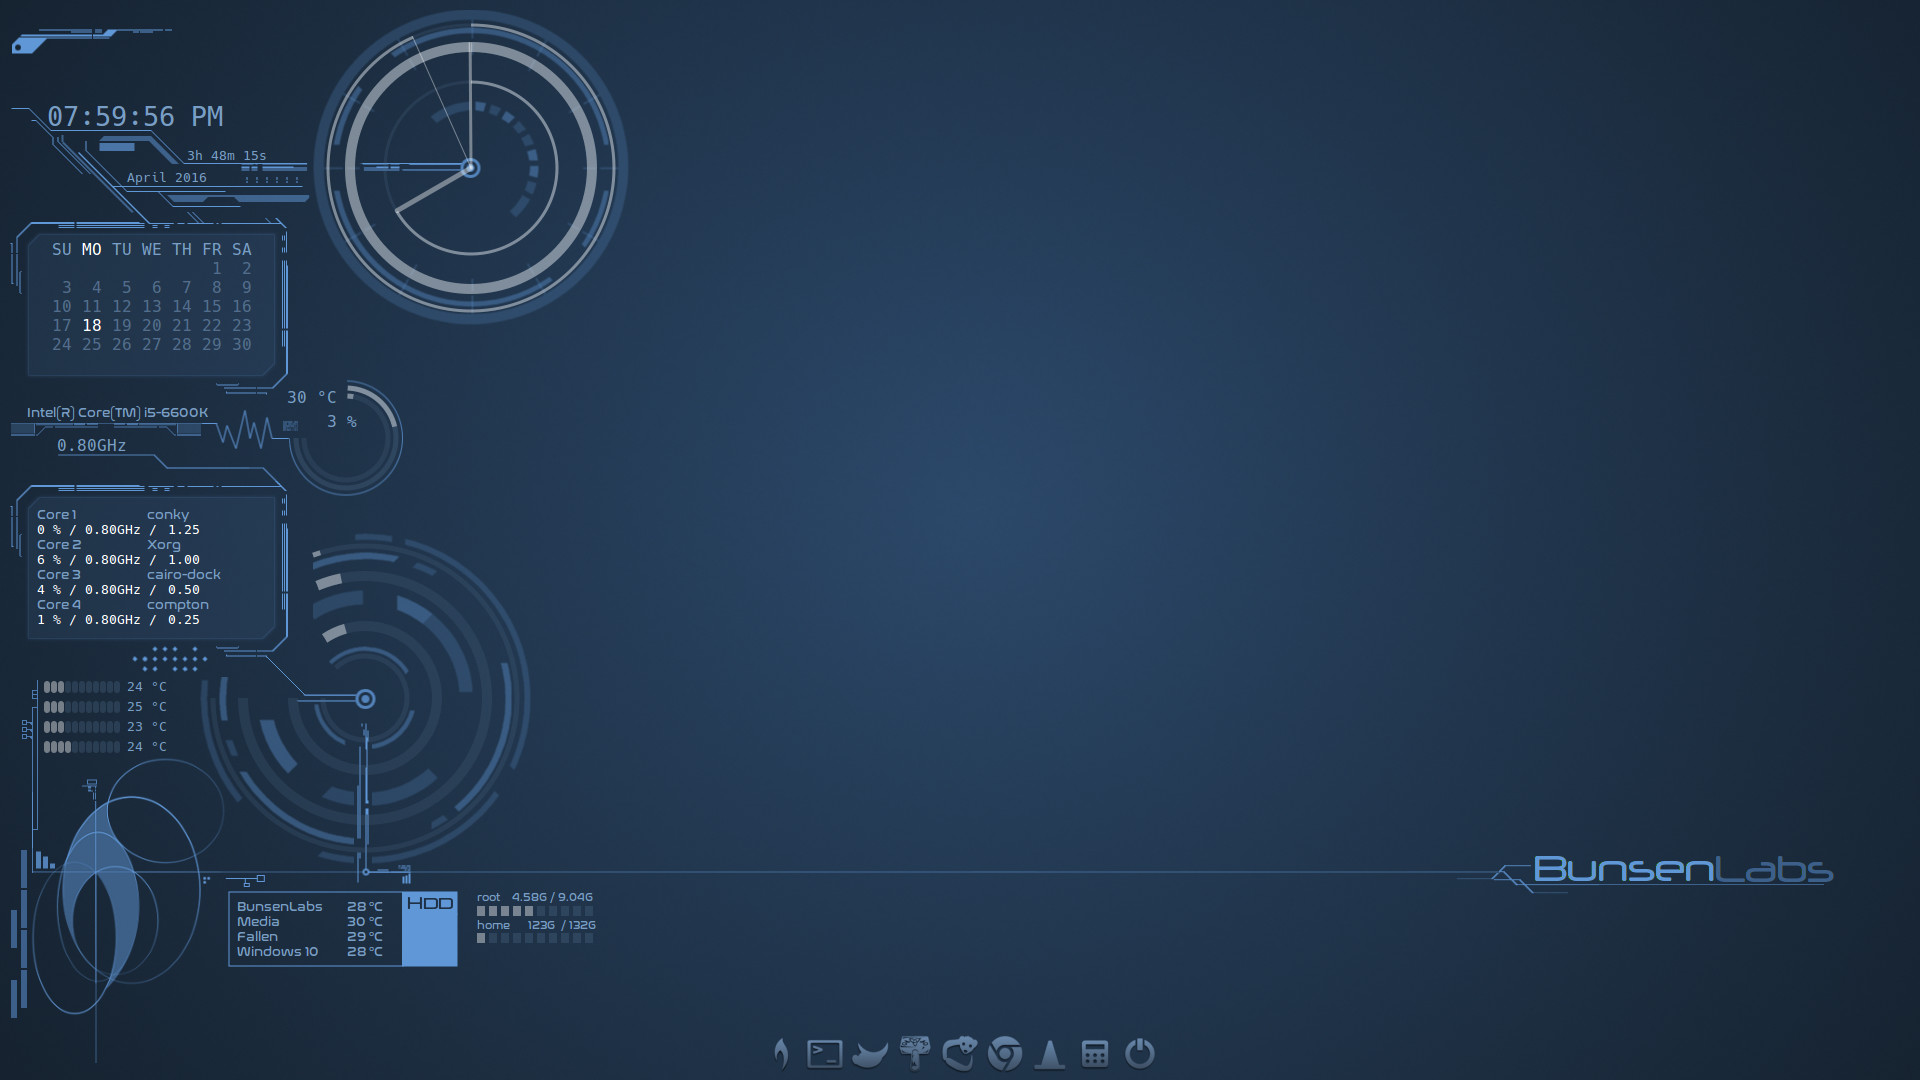 07:59:56 PM
3h 48m 15s
April 2016
SU MO TU WE TH FR SA
1 2
3 4 5 6 7 8 9
10 11 12 13 14 15 16
17 18 19 20 21 22 23
24 25 26 27 28 29 30
30 °C
Intel(R) Core(TM) i5-6600K
3 %
0.80GHz
Core 1 conky
0 % / 0.80GHz / 1.25
Core 2 Xorg
6 % / 0.80GHz / 1.00
Core 3 cairo-dock
4 % / 0.80GHz / 0.50
Core 4 compton
1 % / 0.80GHz / 0.25
24 °C
25 °C
23 °C
24 °C
BunsenLabs
BunsenLabs 28°C
Media 30°C
Fallen 29°C
Windows 10 28°C
HDD
root 4.58G / 9.04G
home 123G / 132G
>_